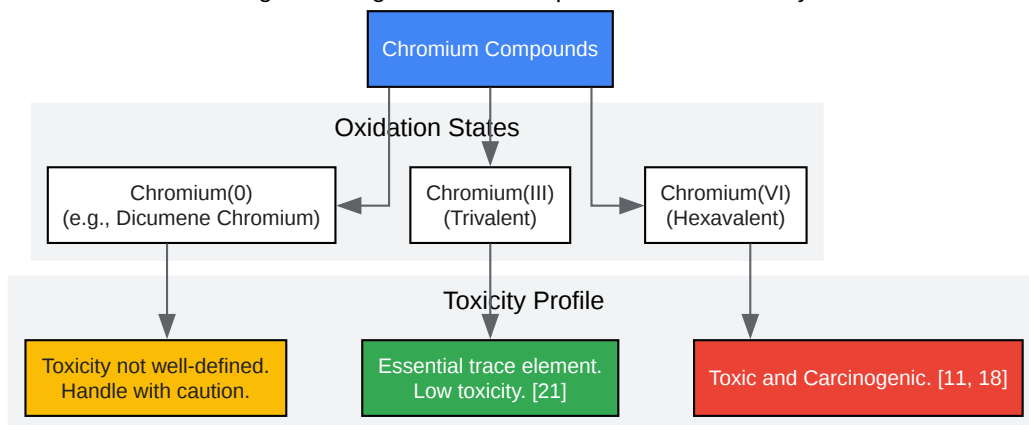 Chromium Compounds
Oxidation States
Chromium(0)
(e.g., Dicumene Chromium)
Chromium(III)
(Trivalent)
Chromium(VI)
(Hexavalent)
Toxicity Profile
Toxicity not well-defined.
Handle with caution.
Essential trace element.
Low toxicity. [21]
Toxic and Carcinogenic. [11, 18]